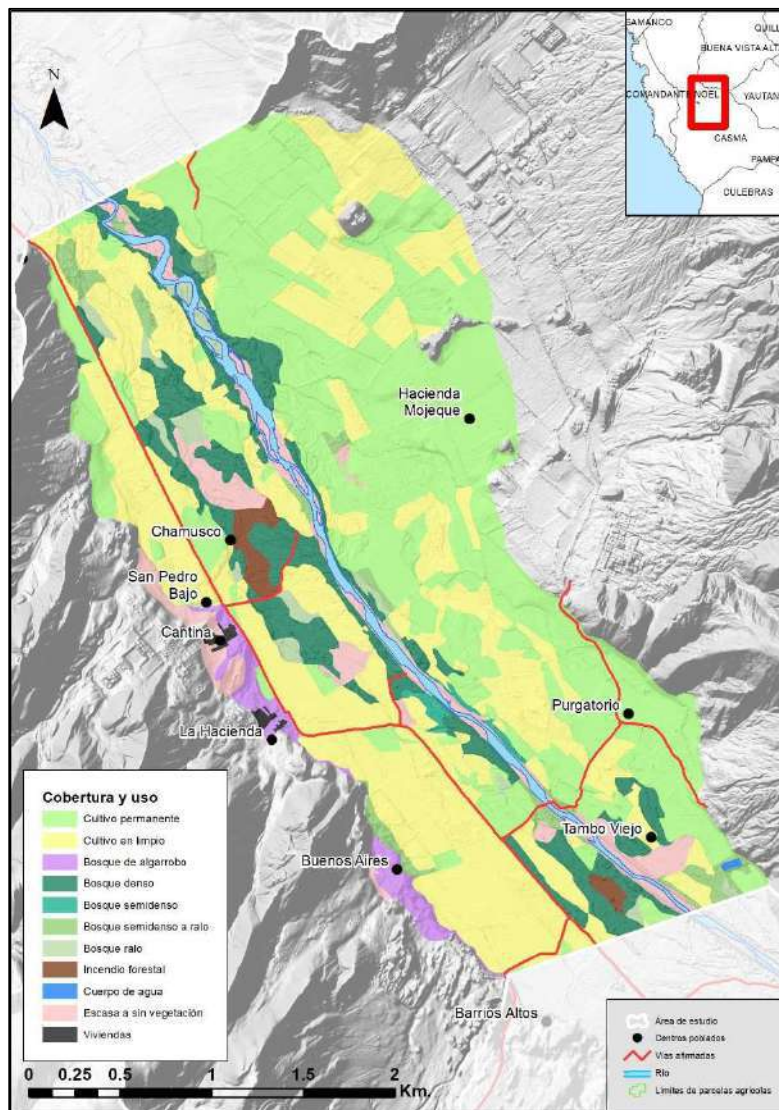 SAMANCO
QUILL
BUENA VISTA ALTA
COMANDANTE NOEL
YAUTAN
CASMA
PAMPA
CULEBRAS
N
Hacienda
Mojeque
Chamusco
San Pedro
Bajo
Cantina
La Hacienda
Purgatorio
Tambo Viejo
Buenos Aires
Barrios Altos
Cobertura y uso
Cultivo permanente
Cultivo en limpio
Bosque de algarrobo
Bosque denso
Bosque semidenso
Bosque semidenso a ralo
Bosque ralo
Incendio forestal
Cuerpo de agua
Escasa a sin vegetación
Viviendas
0 0.25 0.5 1 1.5 2
Km.
Área de estudio
Centros poblados
Vías afirmadas
Río
Límites de parcelas agrícolas